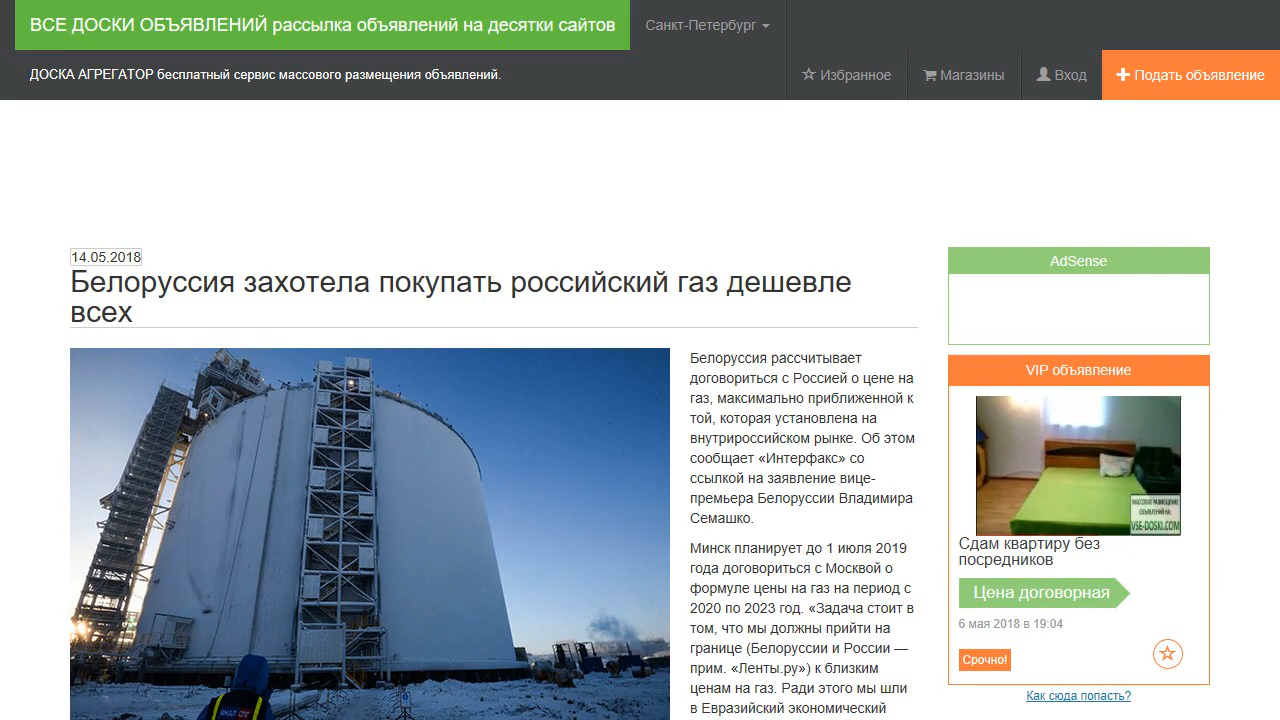 ВСЕ ДОСКИ ОБЪЯВЛЕНИЙ рассылка объявлений на десятки сайтов
Санкт-Петербург
ДОСКА АГРЕГАТОР бесплатный сервис массового размещения объявлений.
Избранное
Магазины
Вход
Подать объявление
14.05.2018
Белоруссия захотела покупать российский газ дешевле
всех
Белоруссия рассчитывает
договориться с Россией о цене на
газ, максимально приближенной к
той, которая установлена на
внутрироссийском рынке. Об этом
сообщает «Интерфакс» со
ссылкой на заявление вице-
премьера Белоруссии Владимира
Семашко.
Минск планирует до 1 июля 2019
года договориться с Москвой о
формуле цены на газ на период с
2020 по 2023 год. «Задача стоит в
том, что мы должны прийти на
границе (Белоруссии и России —
прим. «Ленты.ру») к близким
ценам на газ. Ради этого мы шли
в Евразийский экономический
ЯМАЛ СПГ
AdSense
VIP объявление
МАССОВОЕ РАЗМЕЩЕНИЕ
ОБЪЯВЛЕНИЙ НА:
VSE-DOSKI.COM
Сдам квартиру без
посредников
Цена договорная
6 мая 2018 в 19:04
Срочно!
Как сюда попасть?